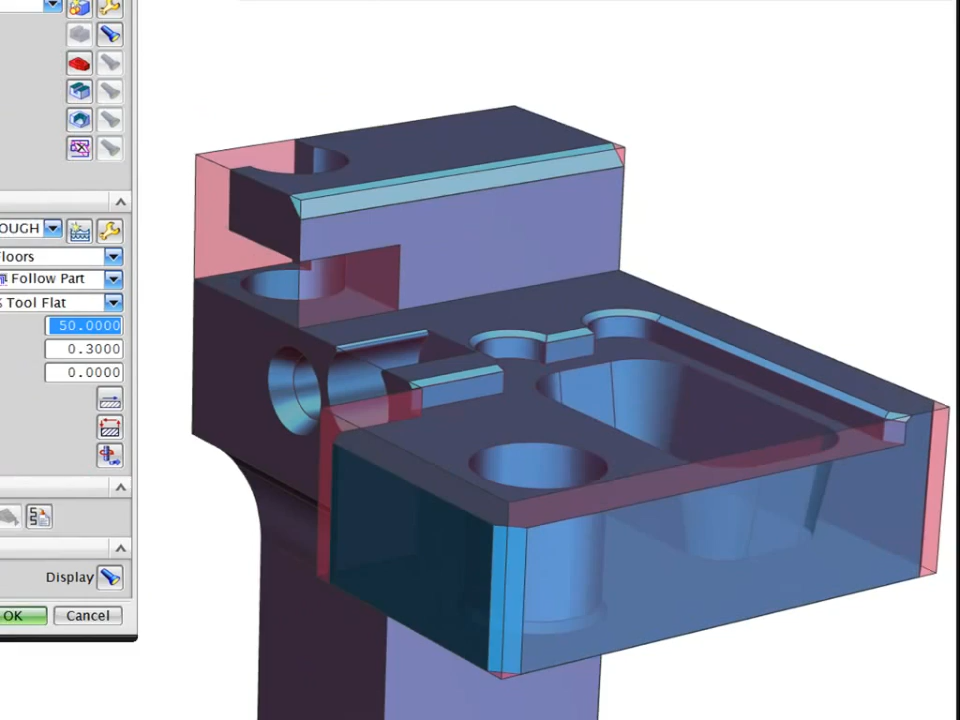 OUGH
loors
Follow Part
Tool Flat
50.0000
0.3000
0.0000
Display
OK
Cancel